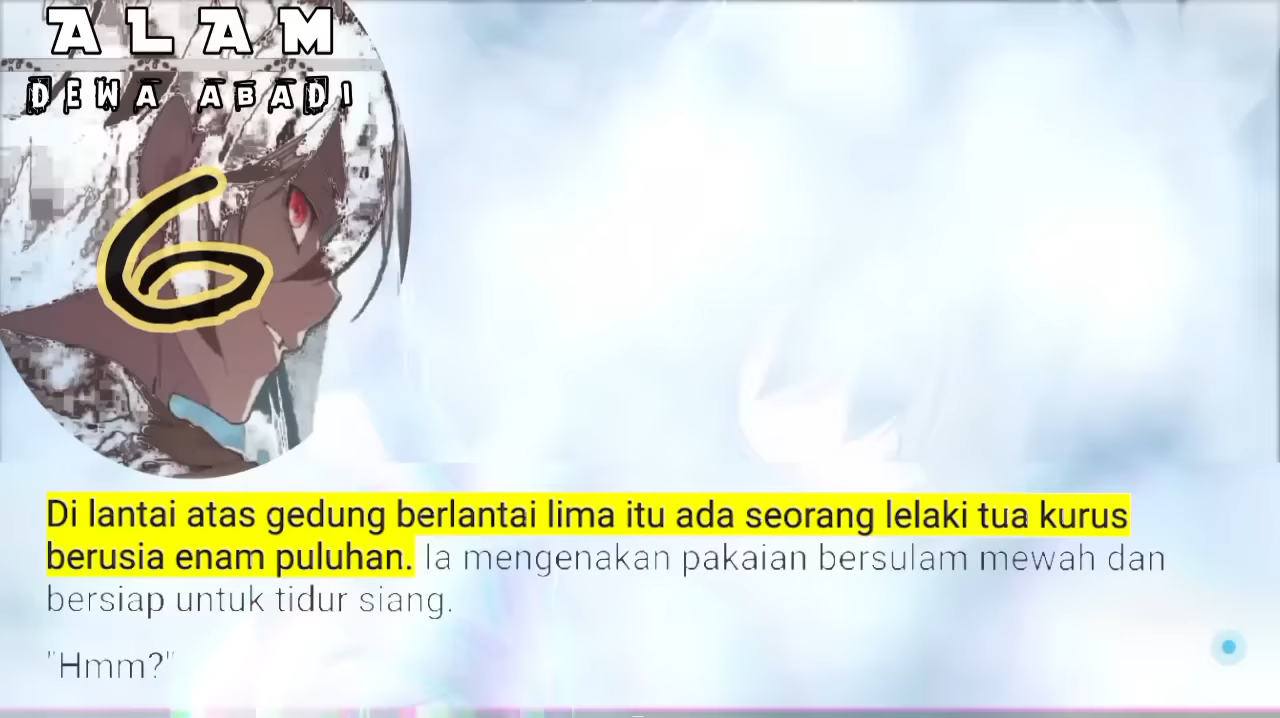 ALAM
DEWA ABADI
6
Di lantai atas gedung berlantai lima itu ada seorang lelaki tua kurus
berusia enam puluhan. Ia mengenakan pakaian bersulam mewah dan
bersiap untuk tidur siang.
"Hmm?"